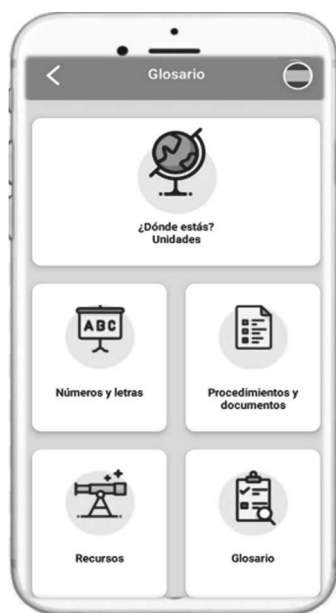 Glosario
¿Dónde estás?
Unidades
ABC
Números y letras
Procedimientos y
documentos
Recursos
Glosario